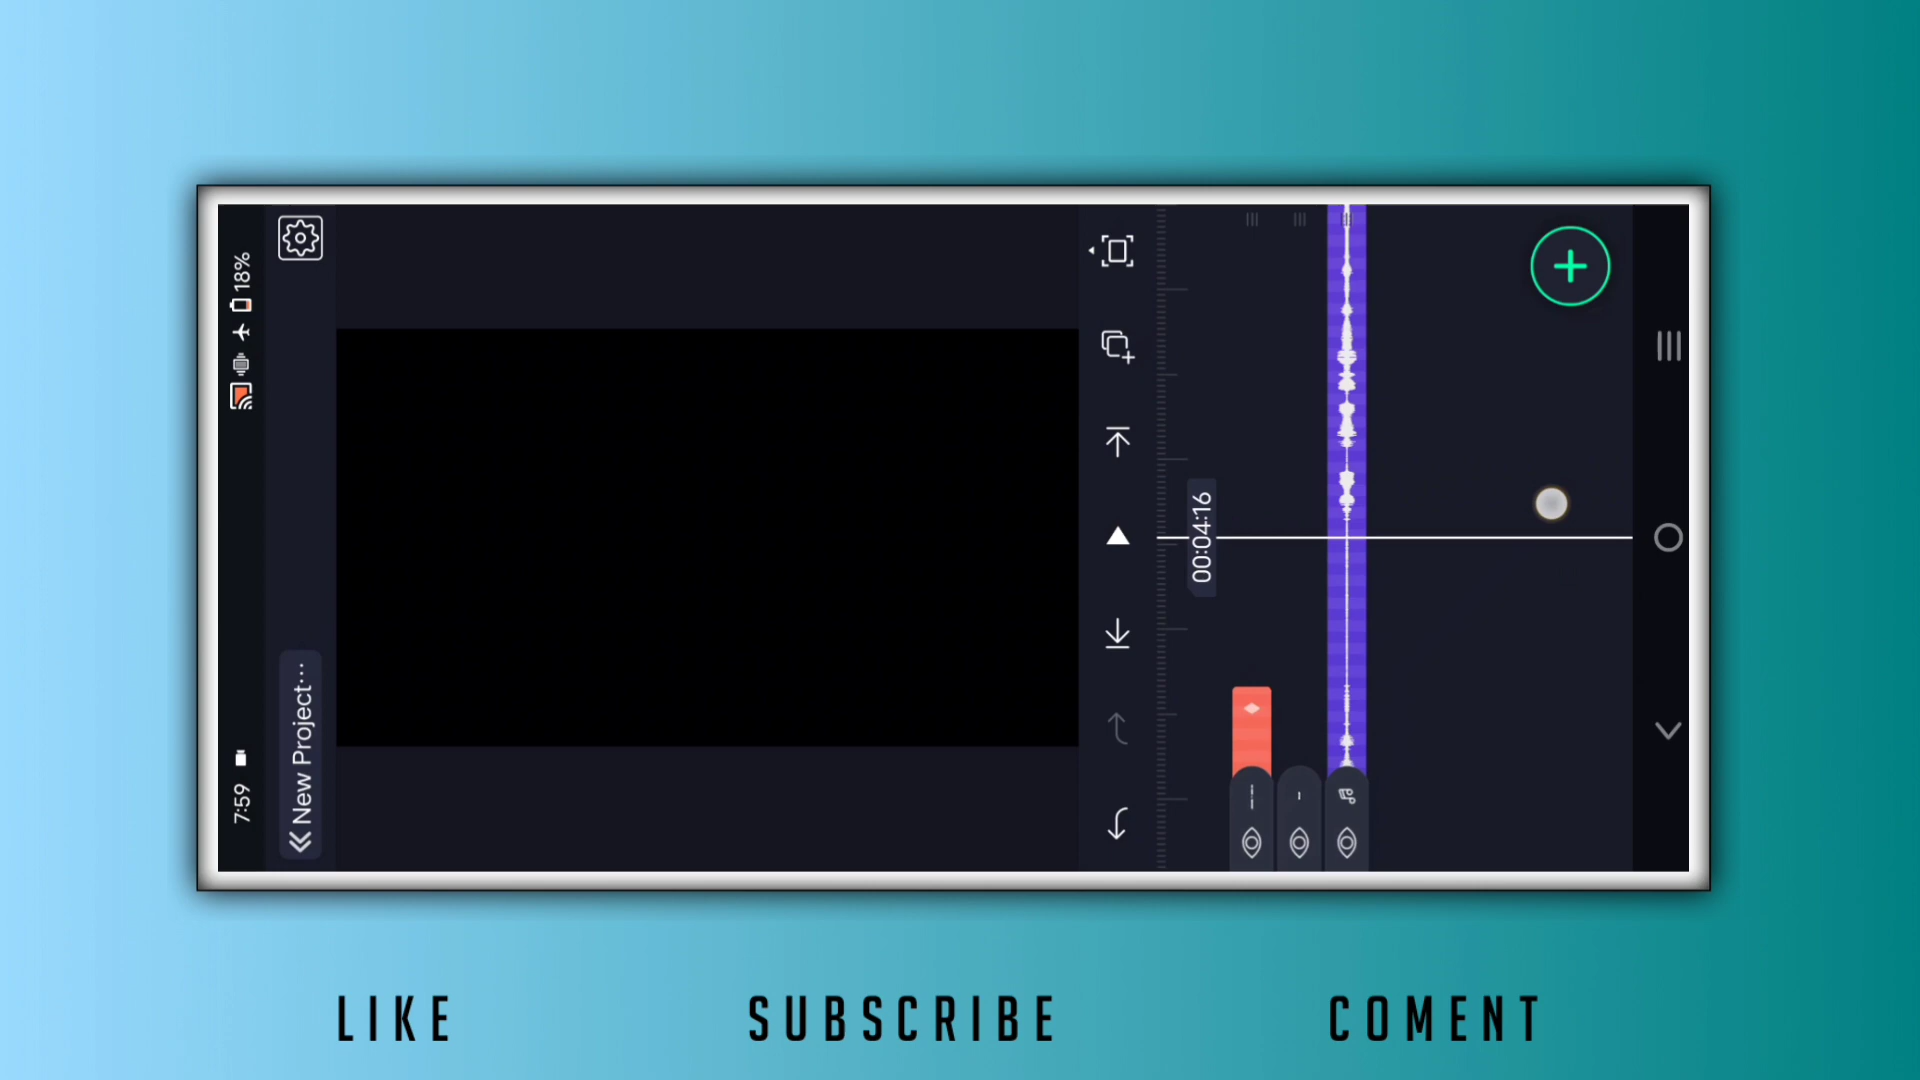 7:59
18%
New Project...
00:04:16
LIKE
SUBSCRIBE
COMENT